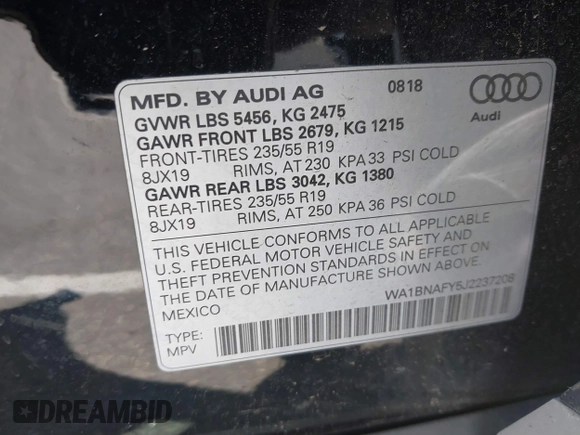 MFD. BY AUDI AG 0818
GVWR LBS 5456, KG 2475
GAWR FRONT LBS 2679, KG 1215
FRONT-TIRES 235/55 R19
8JX19 RIMS, AT 230 KPA 33 PSI COLD
GAWR REAR LBS 3042, KG 1380
REAR-TIRES 235/55 R19
8JX19 RIMS, AT 250 KPA 36 PSI COLD
Audi
THIS VEHICLE CONFORMS TO ALL APPLICABLE
U.S. FEDERAL MOTOR VEHICLE SAFETY AND
THEFT PREVENTION STANDARDS IN EFFECT ON
THE DATE OF MANUFACTURE SHOWN ABOVE.
MEXICO
WA1BNAFY5J2237208
TYPE:
MPV
DREAMBID